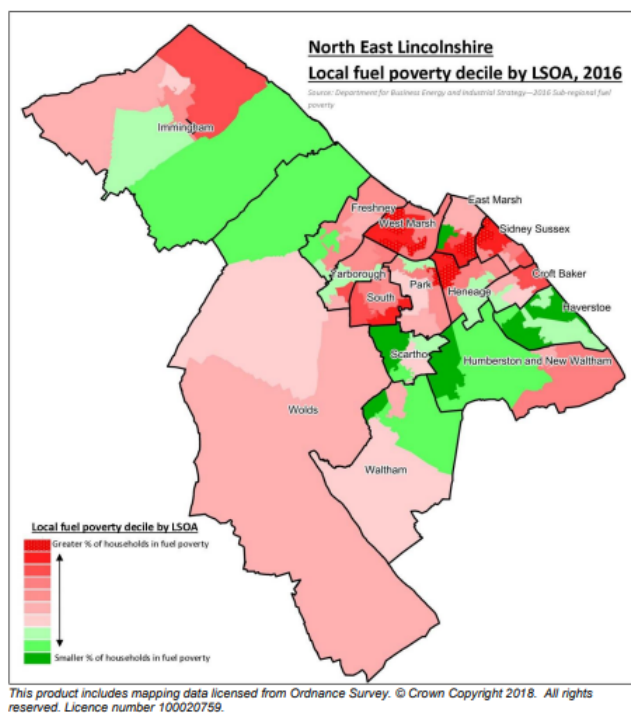 North East Lincolnshire
Local fuel poverty decile by LSOA, 2016
Source: Department for Business Energy and Industrial Strategy—2016 Sub-regional fuel
poverty
Immingham
East Marsh
Freshney
West Marsh
Sidney Sussex
Croft Baker
Yarborough
Park
South
Heneage
Haverstoe
Scartho
Humberston and New Waltham
Wolds
Waltham
Local fuel poverty decile by LSOA
Greater % of households in fuel poverty
Smaller % of households in fuel poverty
This product includes mapping data licensed from Ordnance Survey. © Crown Copyright 2018. All rights
reserved. Licence number 100020759.